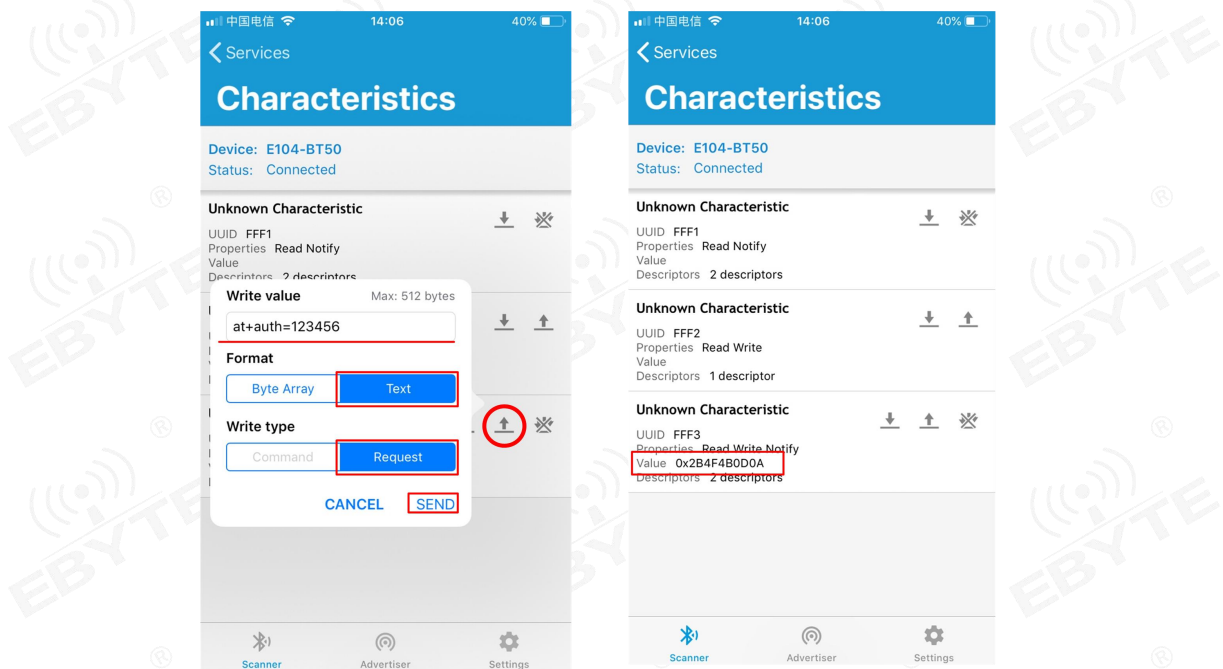 中国电信 14:06 40%
Services
Characteristics
Device: E104-BT50
Status: Connected
Unknown Characteristic
UUID FFF1
Properties Read Notify
Value
Descriptors 2 descriptors
Write value Max: 512 bytes
at+auth=123456
Format
Byte Array Text
Write type
Command Request
CANCEL SEND
Scanner Advertiser Settings
中国电信 14:06 40%
Services
Characteristics
Device: E104-BT50
Status: Connected
Unknown Characteristic
UUID FFF1
Properties Read Notify
Value
Descriptors 2 descriptors
Unknown Characteristic
UUID FFF2
Properties Read Write
Value
Descriptors 1 descriptor
Unknown Characteristic
UUID FFF3
Properties Read Write Notify
Value 0x2B4F4B0D0A
Descriptors 2 descriptors
Scanner Advertiser Settings
EBYTE
®
EBYTE
®
EBYTE
®
EBYTE
®
EBYTE
®
EBYTE
®